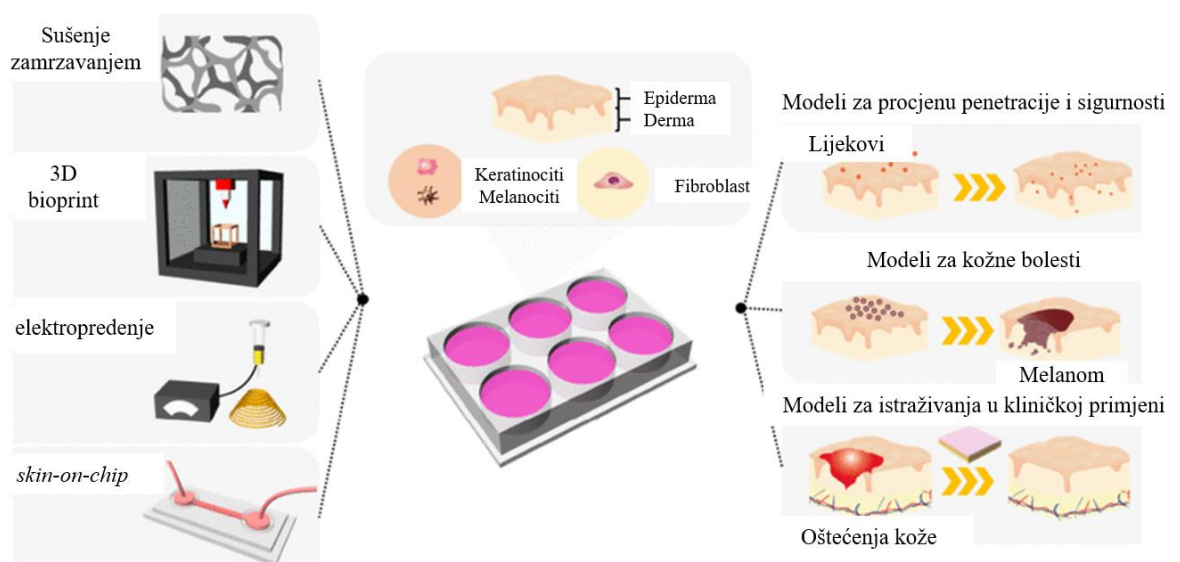 Sušenje
zamrzavanjem
3D
bioprint
elektropredenje
skin-on-chip
Epiderma
Derma
Keratinociti
Melanociti
Fibroblast
Modeli za procjenu penetracije i sigurnosti
Lijekovi
Modeli za kožne bolesti
Melanom
Modeli za istraživanja u kliničkoj primjeni
Oštećenja kože